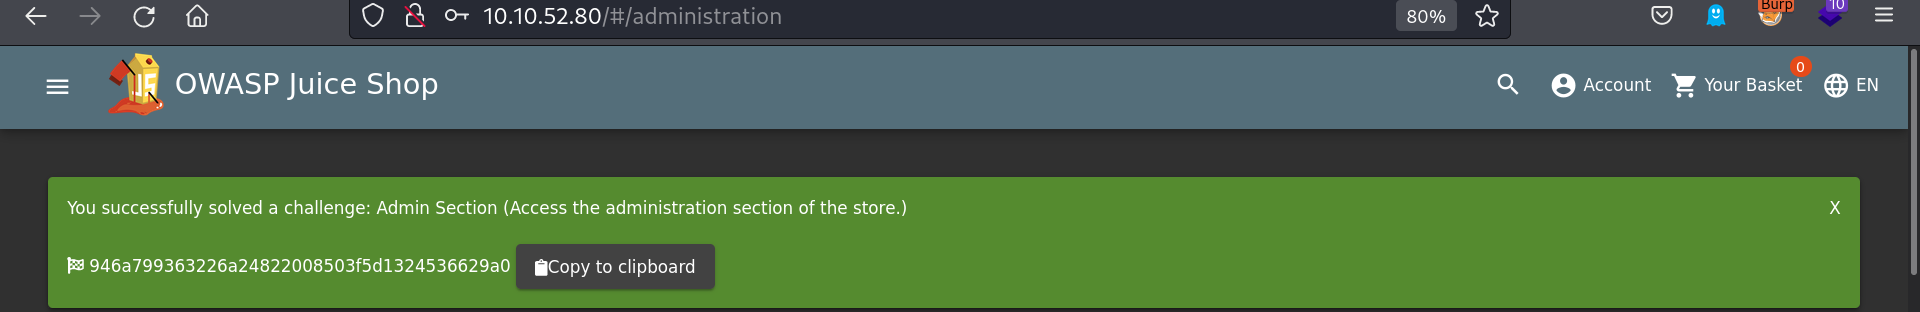 10.10.52.80/#/administration
80%
Burp
10
JS
OWASP Juice Shop
Account
0
Your Basket
EN
You successfully solved a challenge: Admin Section (Access the administration section of the store.)
X
946a799363226a24822008503f5d1324536629a0
Copy to clipboard